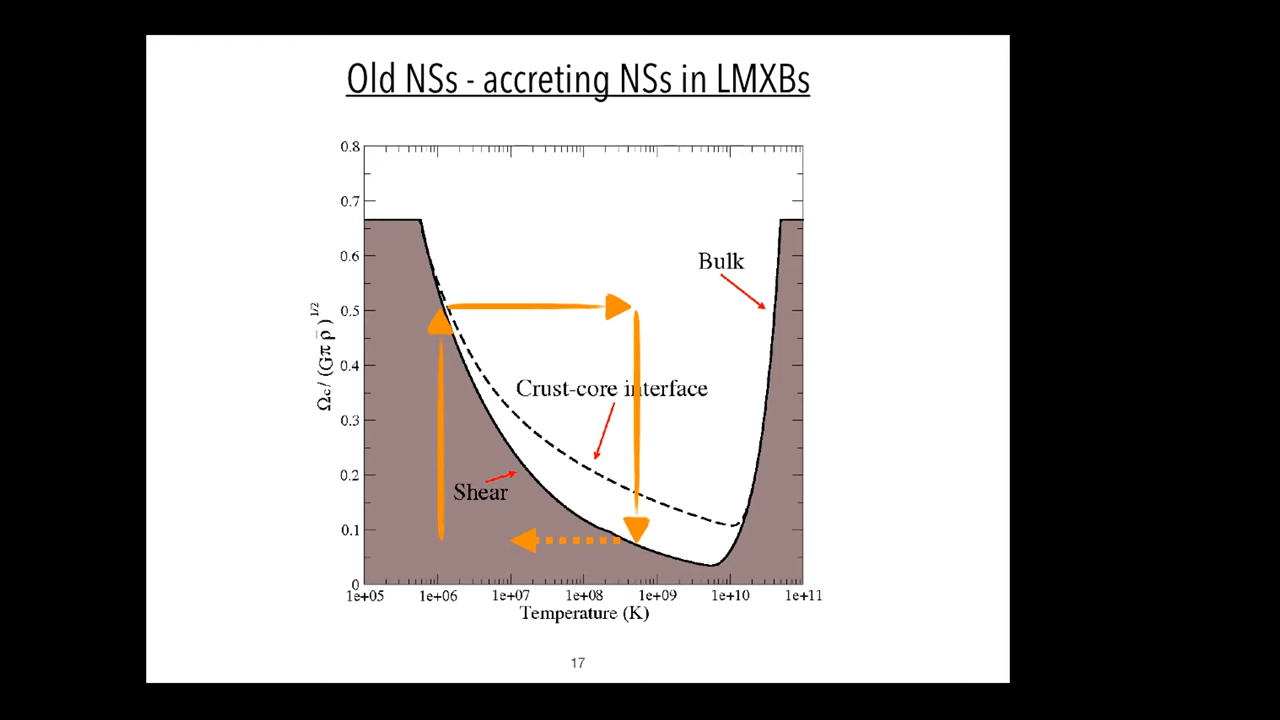 Old NSs - accreting NSs in LMXBs
0.8
0.7
0.6
0.5
0.4
0.3
0.2
0.1
0
Ωc/ (Gπ ρ̄ )^1/2
Bulk
Crust-core interface
Shear
1e+05 1e+06 1e+07 1e+08 1e+09 1e+10 1e+11
Temperature (K)
17